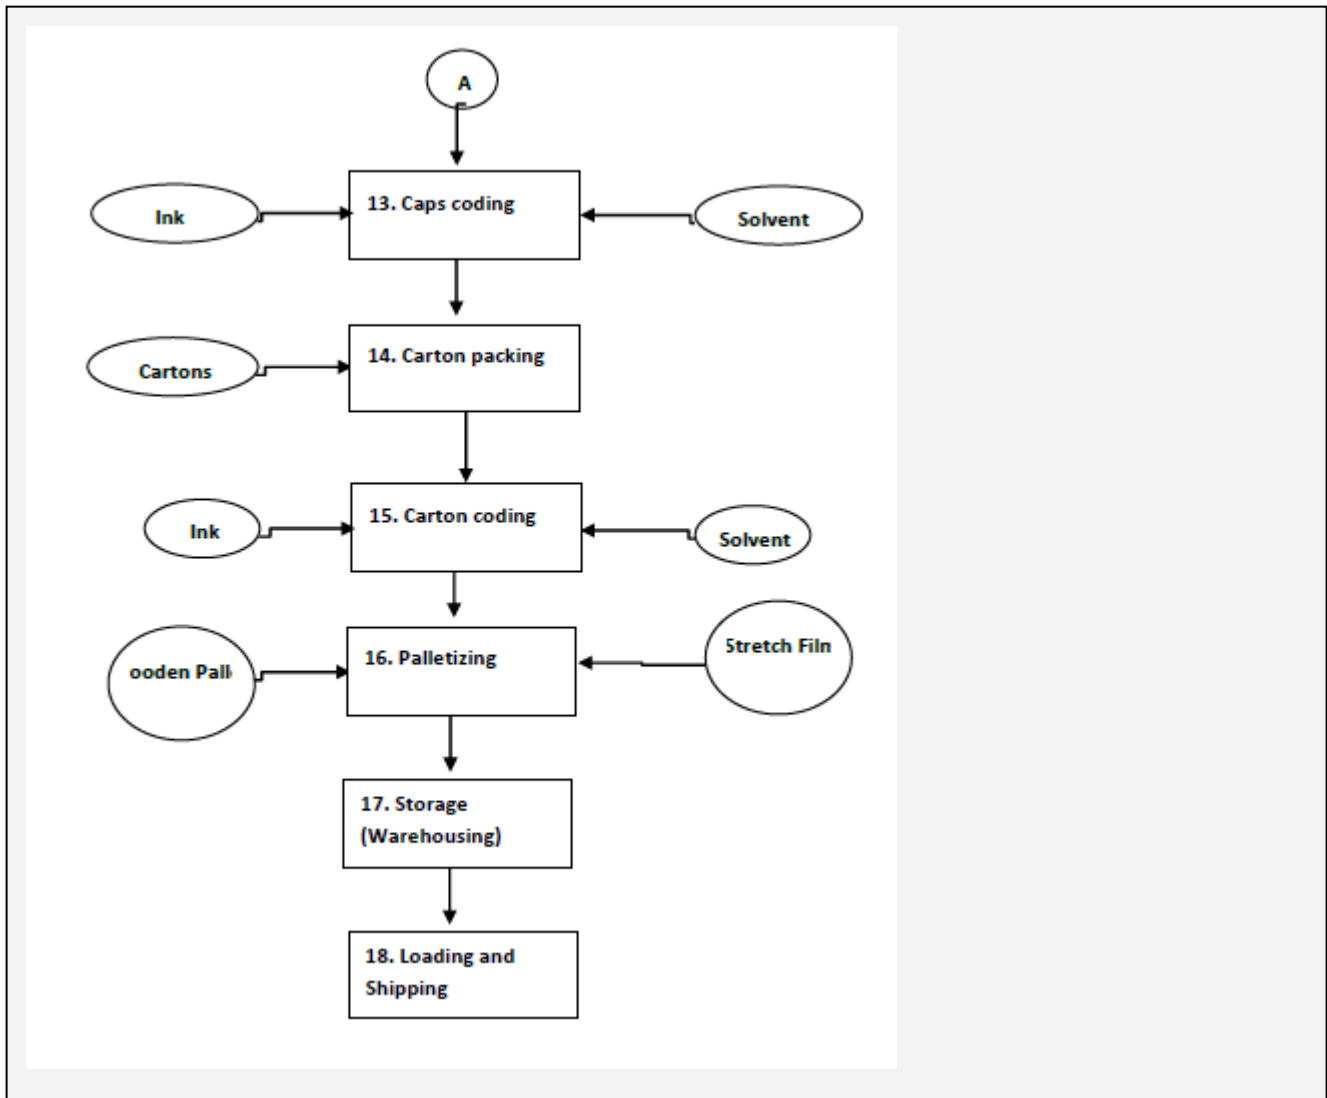 A
13. Caps coding
Ink
Solvent
14. Carton packing
Cartons
15. Carton coding
Ink
Solvent
16. Palletizing
ooden Pall
Stretch Film
17. Storage
(Warehousing)
18. Loading and
Shipping